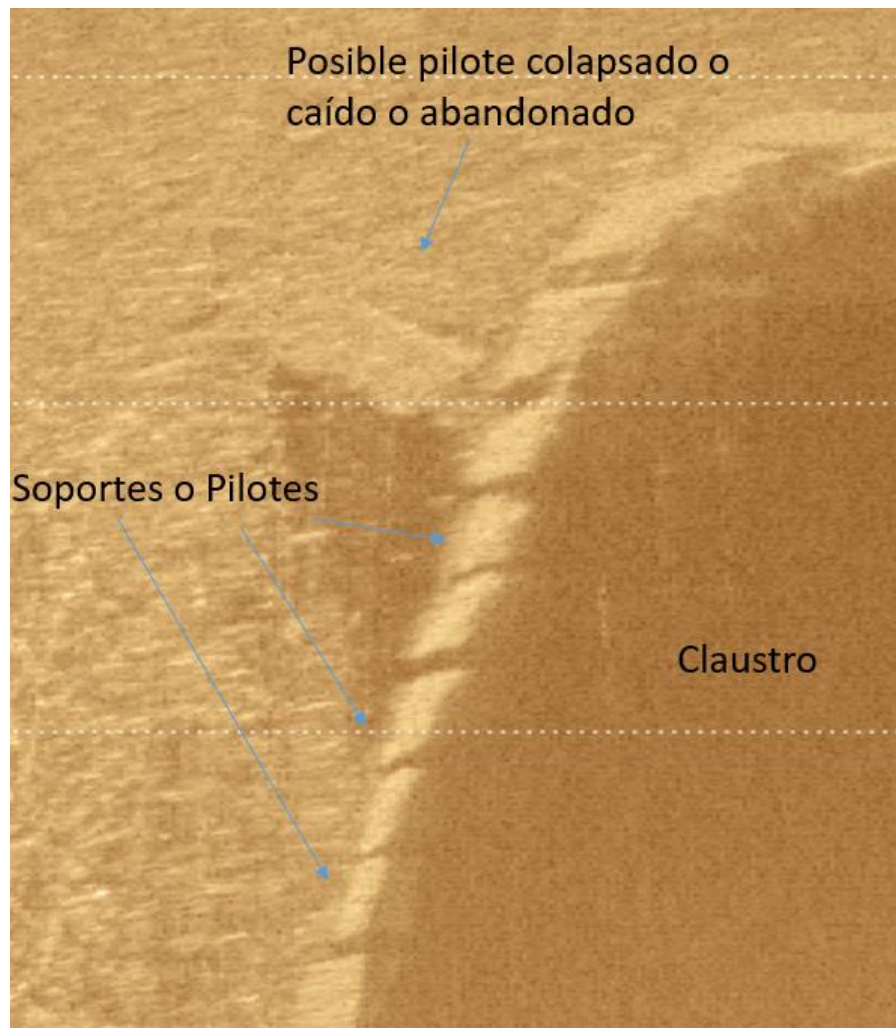 Posible pilote colapsado o
caído o abandonado
Soportes o Pilotes
Claustro